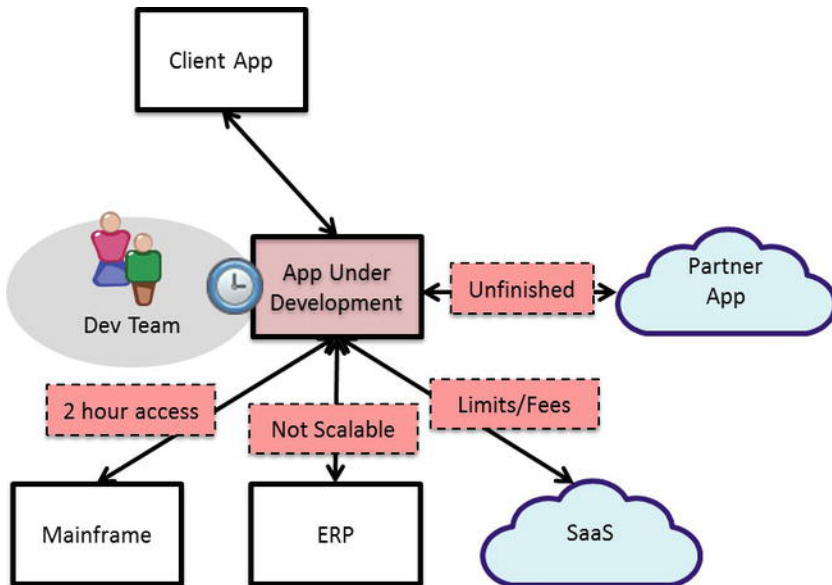 Client App
App Under
Development
Unfinished
Partner
App
Dev Team
2 hour access
Not Scalable
Limits/Fees
Mainframe
ERP
SaaS